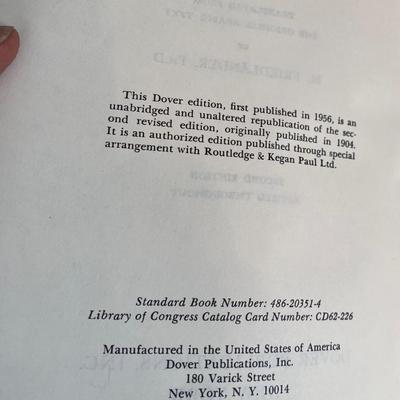 This Dover edition, first published in 1956, is an
unabridged and unaltered republication of the sec-
ond revised edition, originally published in 1904.
It is an authorized edition published through special
arrangement with Routledge & Kegan Paul Ltd.
Standard Book Number: 486-20351-4
Library of Congress Catalog Card Number: CD62-226
Manufactured in the United States of America
Dover Publications, Inc.
180 Varick Street
New York, N. Y. 10014